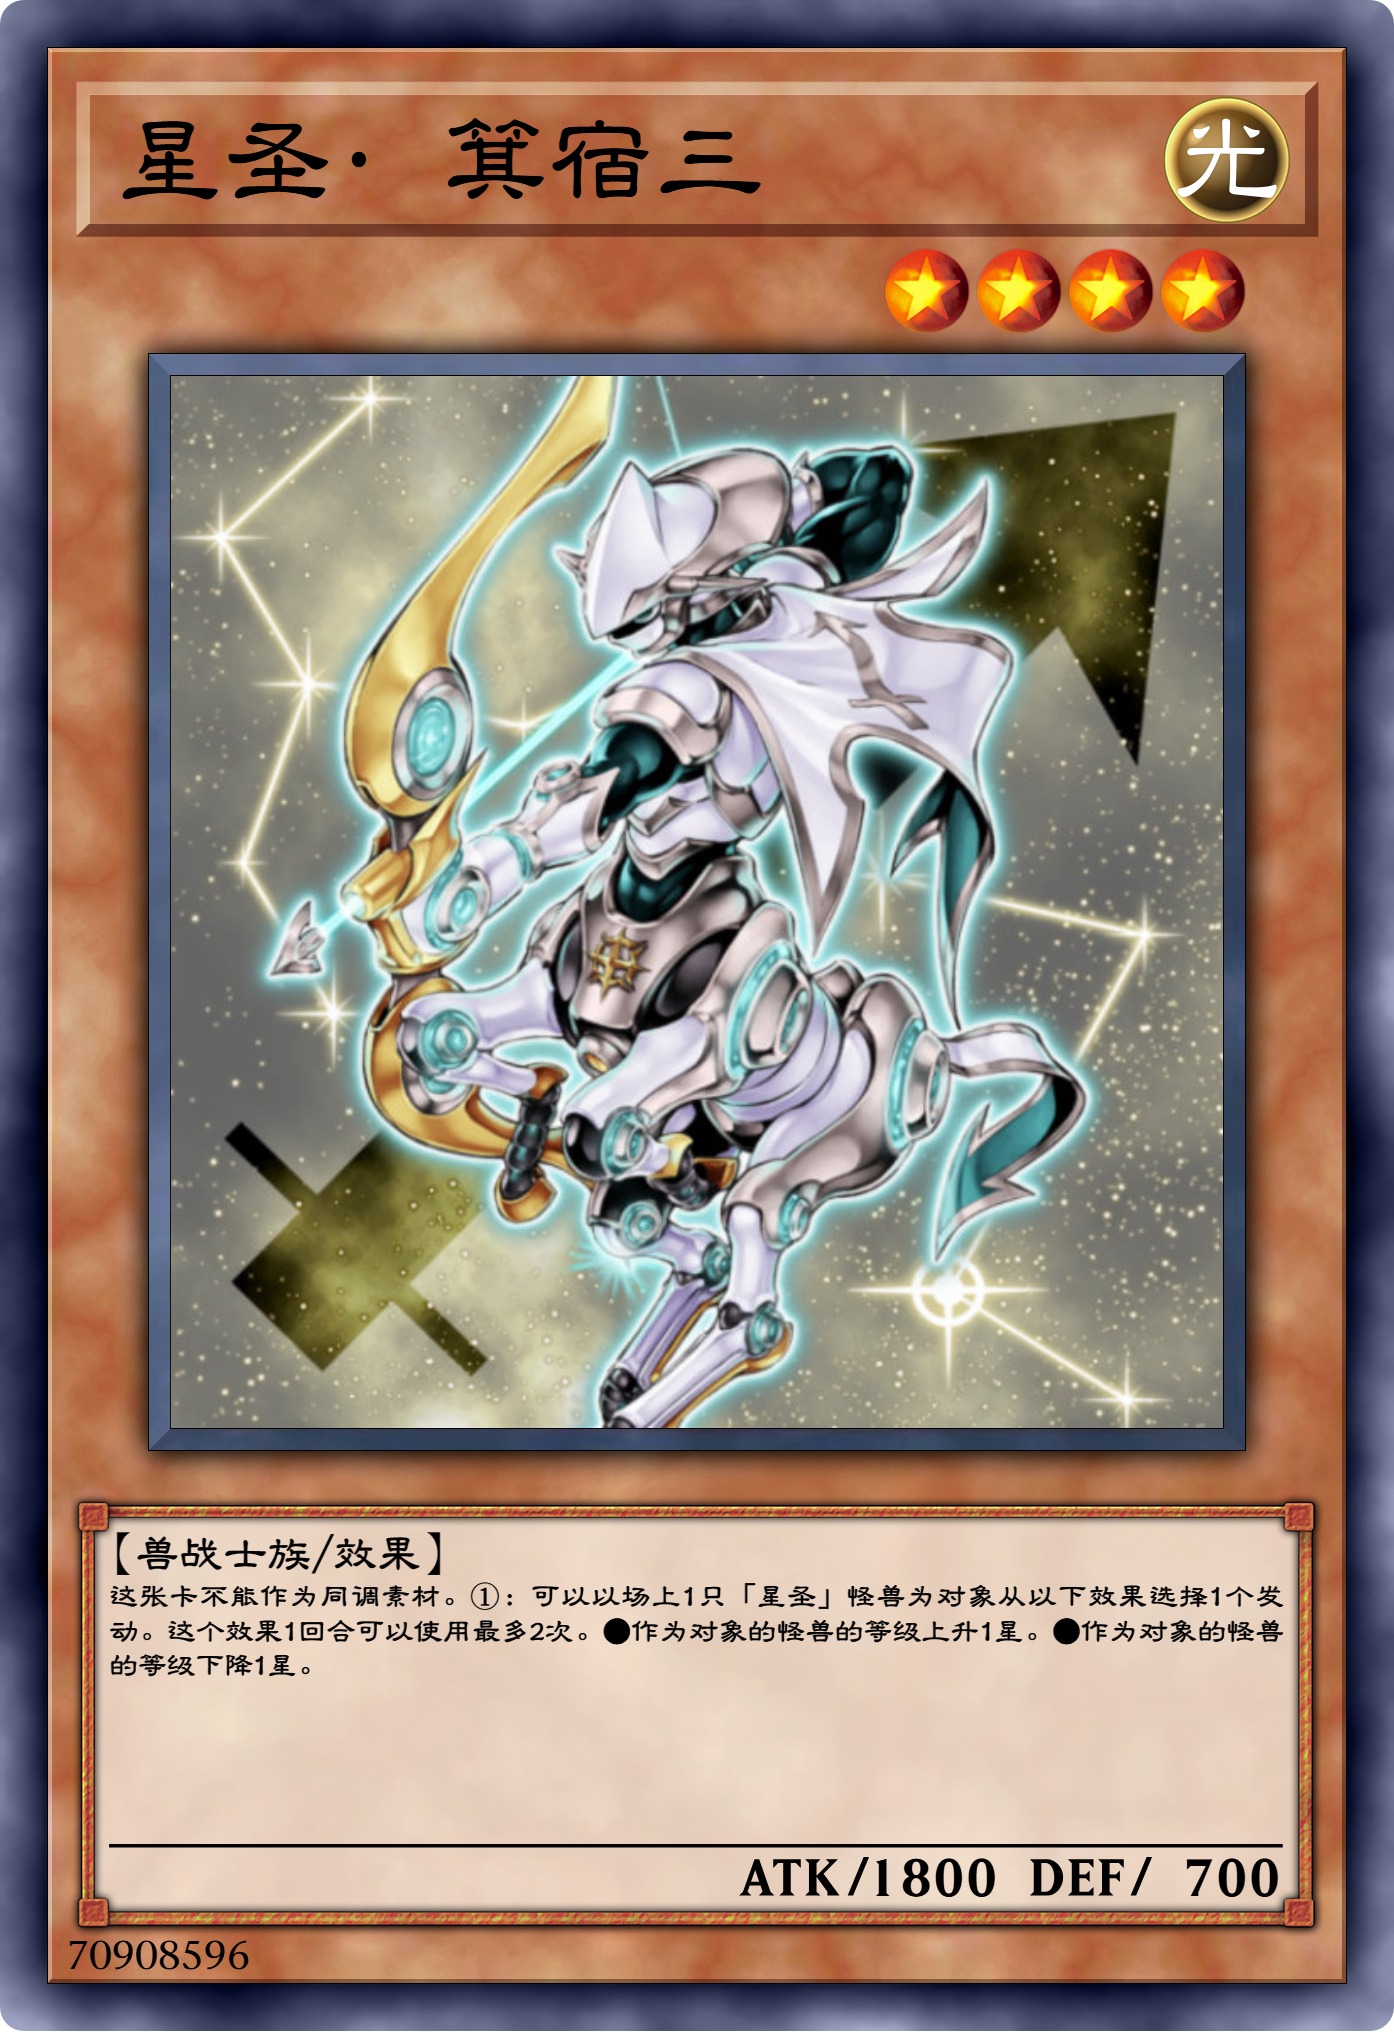 星圣·箕宿三
光
【兽战士族/效果】
这张卡不能作为同调素材。①：可以以场上1只「星圣」怪兽为对象从以下效果选择1个发
动。这个效果1回合可以使用最多2次。●作为对象的怪兽的等级上升1星。●作为对象的怪兽
的等级下降1星。
ATK/1800 DEF/ 700
70908596